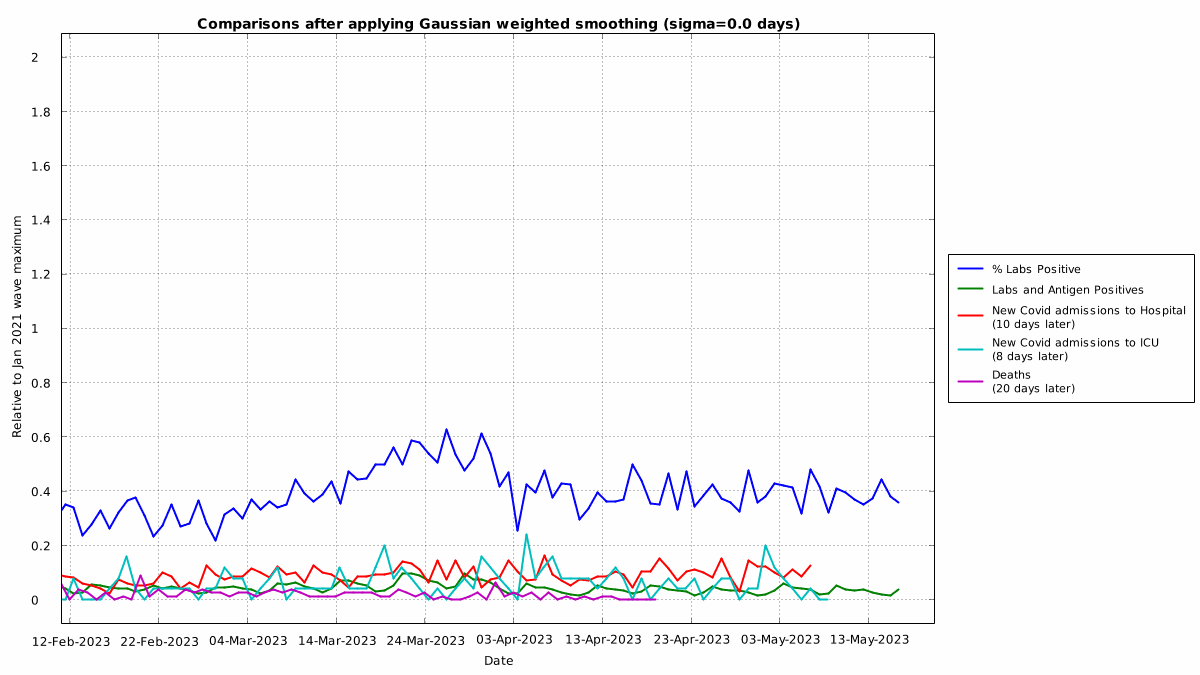 Comparisons after applying Gaussian weighted smoothing (sigma=0.0 days)
Relative to Jan 2021 wave maximum
2
1.8
1.6
1.4
1.2
1
0.8
0.6
0.4
0.2
0
12-Feb-2023 22-Feb-2023 04-Mar-2023 14-Mar-2023 24-Mar-2023 03-Apr-2023 13-Apr-2023 23-Apr-2023 03-May-2023 13-May-2023
Date
% Labs Positive
Labs and Antigen Positives
New Covid admissions to Hospital
(10 days later)
New Covid admissions to ICU
(8 days later)
Deaths
(20 days later)